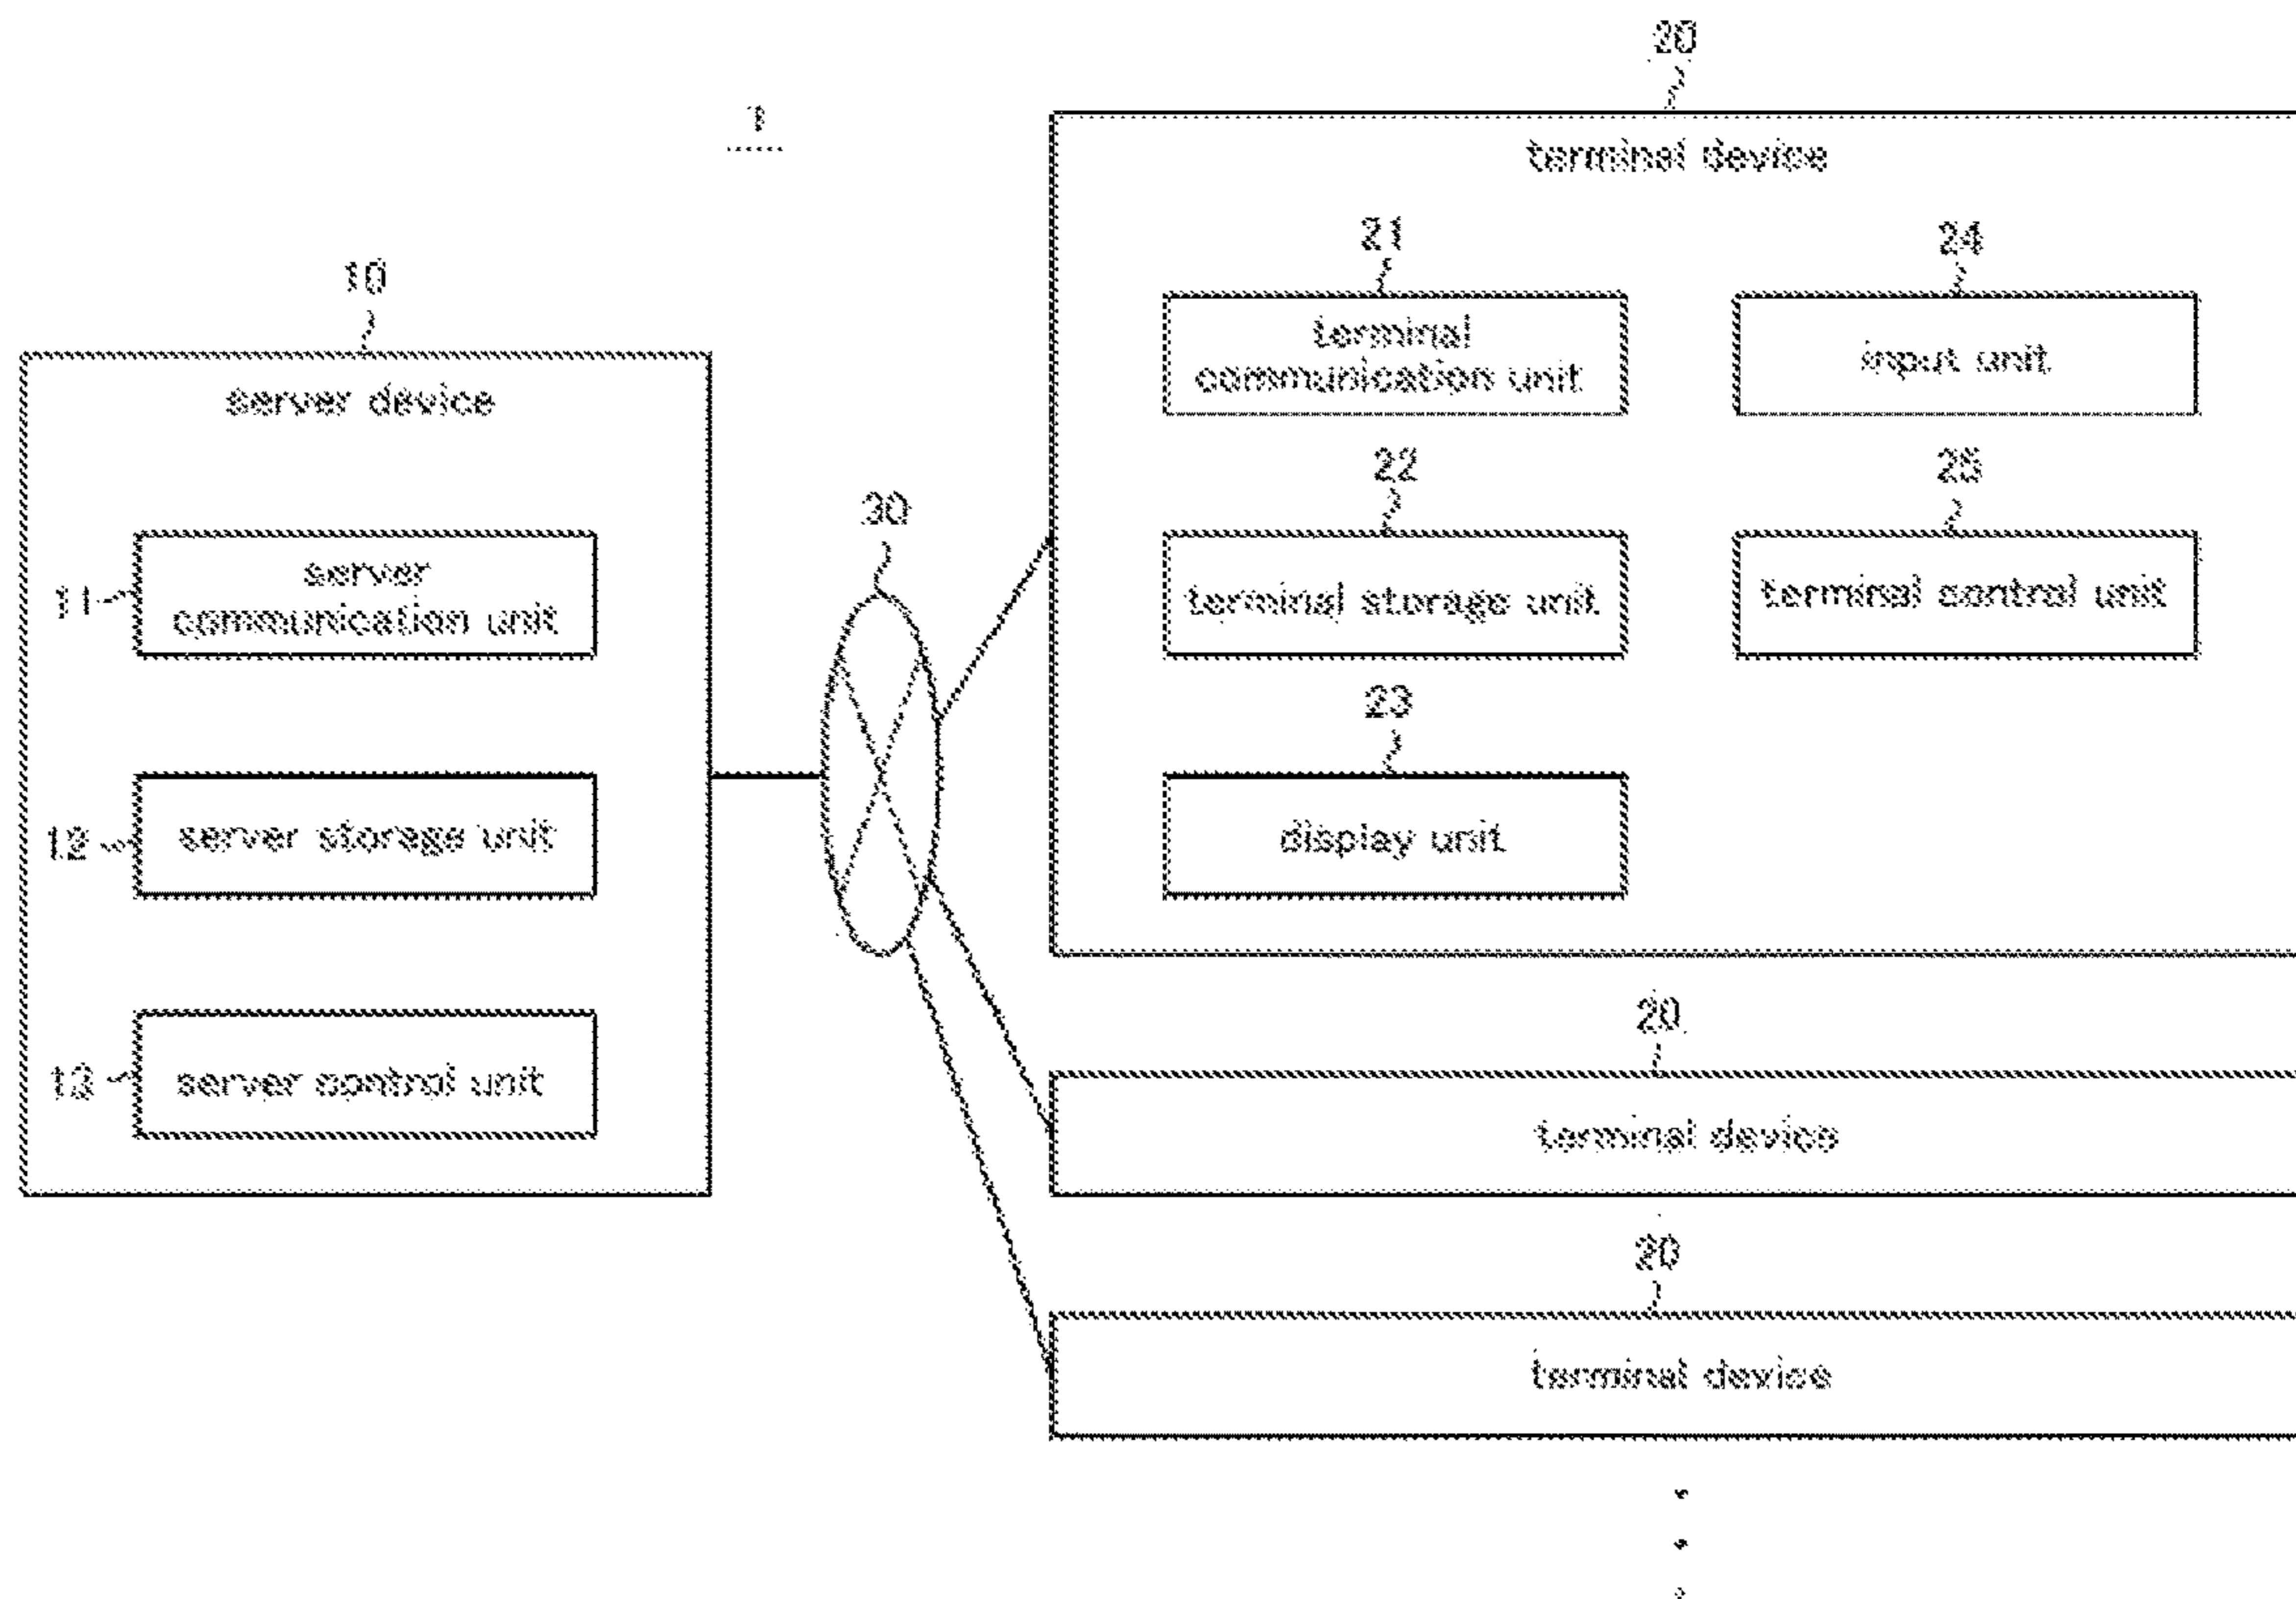 1
10
server device
11
server
communication unit
12
server storage unit
13
server control unit
30
20
terminal device
21
terminal
communication unit
24
input unit
22
terminal storage unit
25
terminal control unit
23
display unit
20
terminal device
20
terminal device